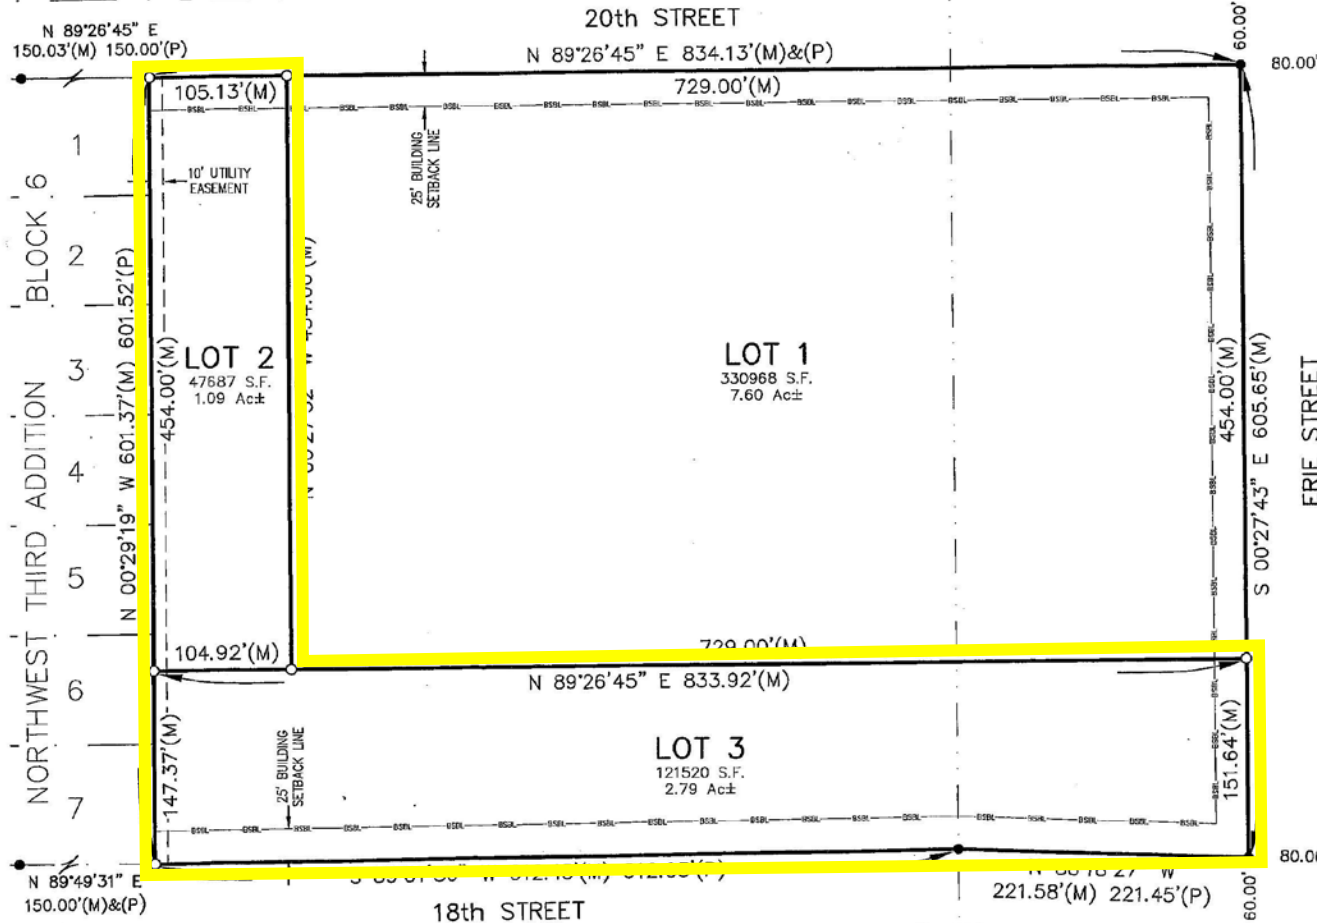 20th STREET
N 89°26'45" E
150.03'(M) 150.00'(P)
N 89°26'45" E 834.13'(M)&(P)
60.00'
80.00'
105.13'(M)
729.00'(M)
BSBL
25' BUILDING
SETBACK LINE
10' UTILITY
EASEMENT
NORTHWEST THIRD ADDITION BLOCK 6
1
2
3
4
5
6
7
N 00°29'19" W 601.37'(M) 601.52'(P)
454.00'(M)
LOT 2
47687 S.F.
1.09 Ac±
LOT 1
330968 S.F.
7.60 Ac±
454.00'(M)
S 00°27'43" E 605.65'(M)
ERIE STREET
104.92'(M)
729.00'(M)
N 89°26'45" E 833.92'(M)
147.37'(M)
25' BUILDING
SETBACK LINE
LOT 3
121520 S.F.
2.79 Ac±
151.64'(M)
N 89°49'31" E
150.00'(M)&(P)
221.58'(M) 221.45'(P)
60.00'
18th STREET